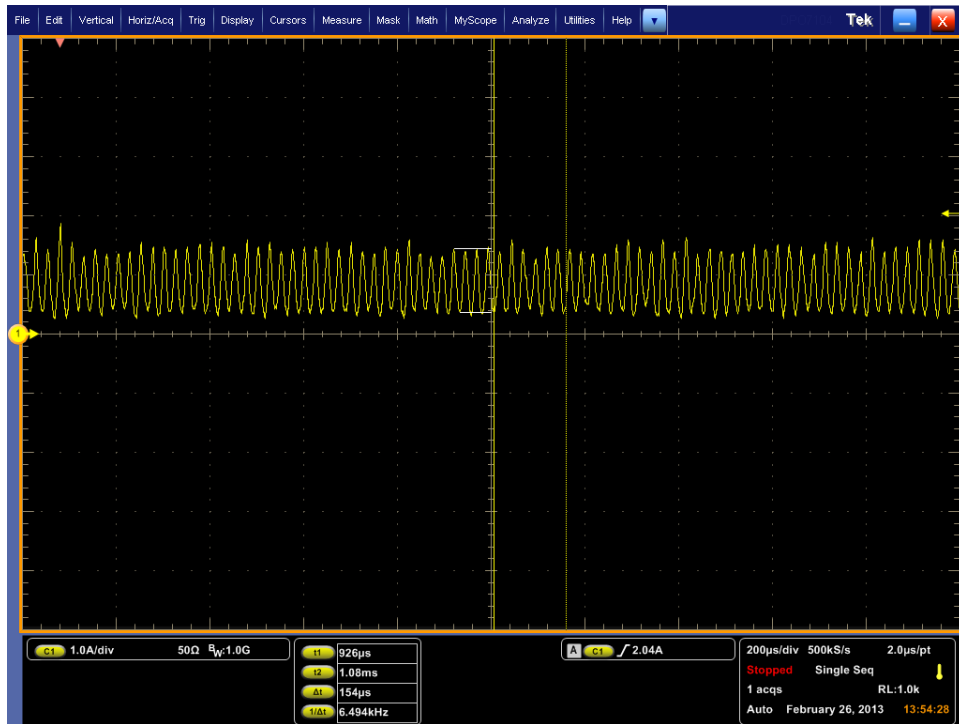 File Edit Vertical Horiz/Acq Trig Display Cursors Measure Mask Math MyScope Analyze Utilities Help Tek X
1
C1 1.0A/div 50Ω BW:1.0G
t1 926µs
t2 1.08ms
Δt 154µs
1/Δt 6.494kHz
A C1 2.04A
200µs/div 500kS/s 2.0µs/pt
Stopped Single Seq
1 acqs RL:1.0k
Auto February 26, 2013 13:54:28